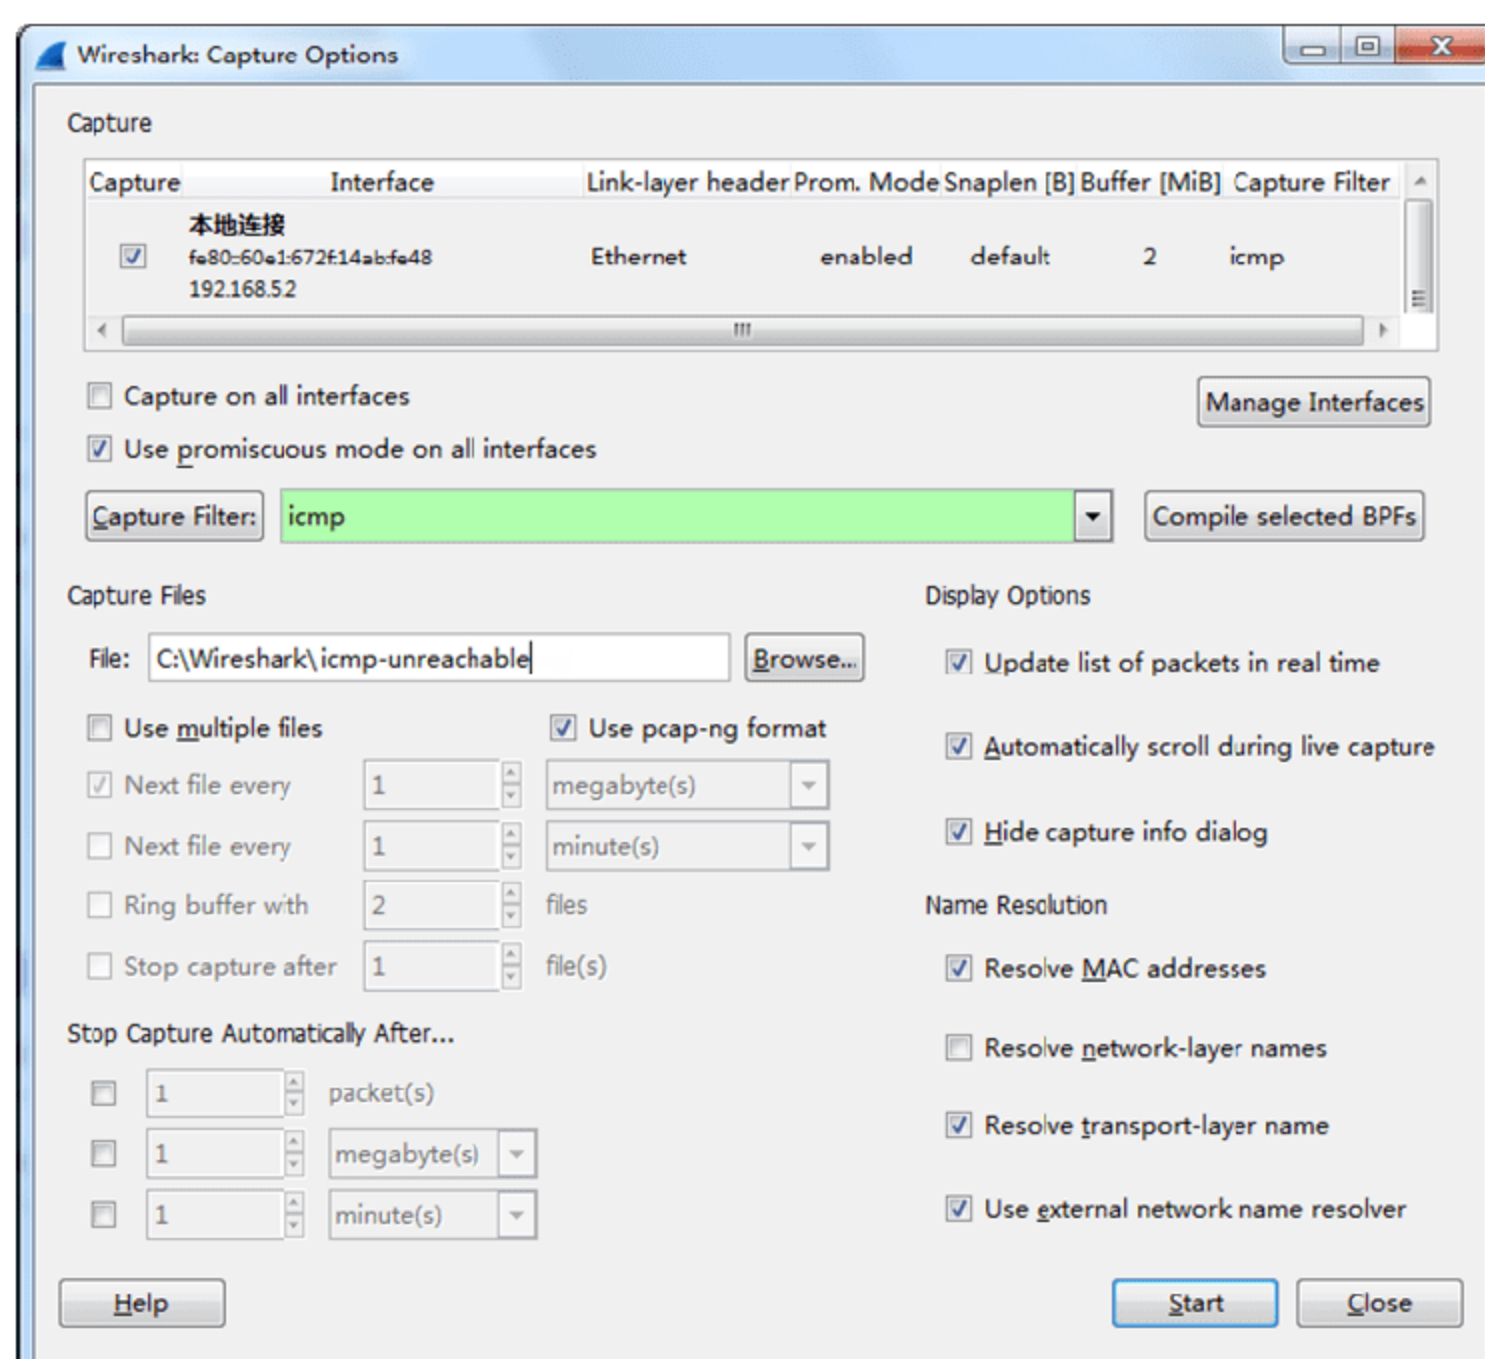 Wireshark: Capture Options
Capture
Capture Interface Link-layer header Prom. Mode Snaplen [B] Buffer [MiB] Capture Filter
本地连接
fe80::60e1:672f:14ab:fe48 Ethernet enabled default 2 icmp
192.168.5.2
Capture on all interfaces
Manage Interfaces
Use promiscuous mode on all interfaces
Capture Filter: icmp Compile selected BPFs
Capture Files
File: C:\Wireshark\icmp-unreachable Browse...
Use multiple files Use pcap-ng format
Next file every 1 megabyte(s)
Next file every 1 minute(s)
Ring buffer with 2 files
Stop capture after 1 file(s)
Stop Capture Automatically After...
1 packet(s)
1 megabyte(s)
1 minute(s)
Display Options
Update list of packets in real time
Automatically scroll during live capture
Hide capture info dialog
Name Resolution
Resolve MAC addresses
Resolve network-layer names
Resolve transport-layer name
Use external network name resolver
Help Start Close